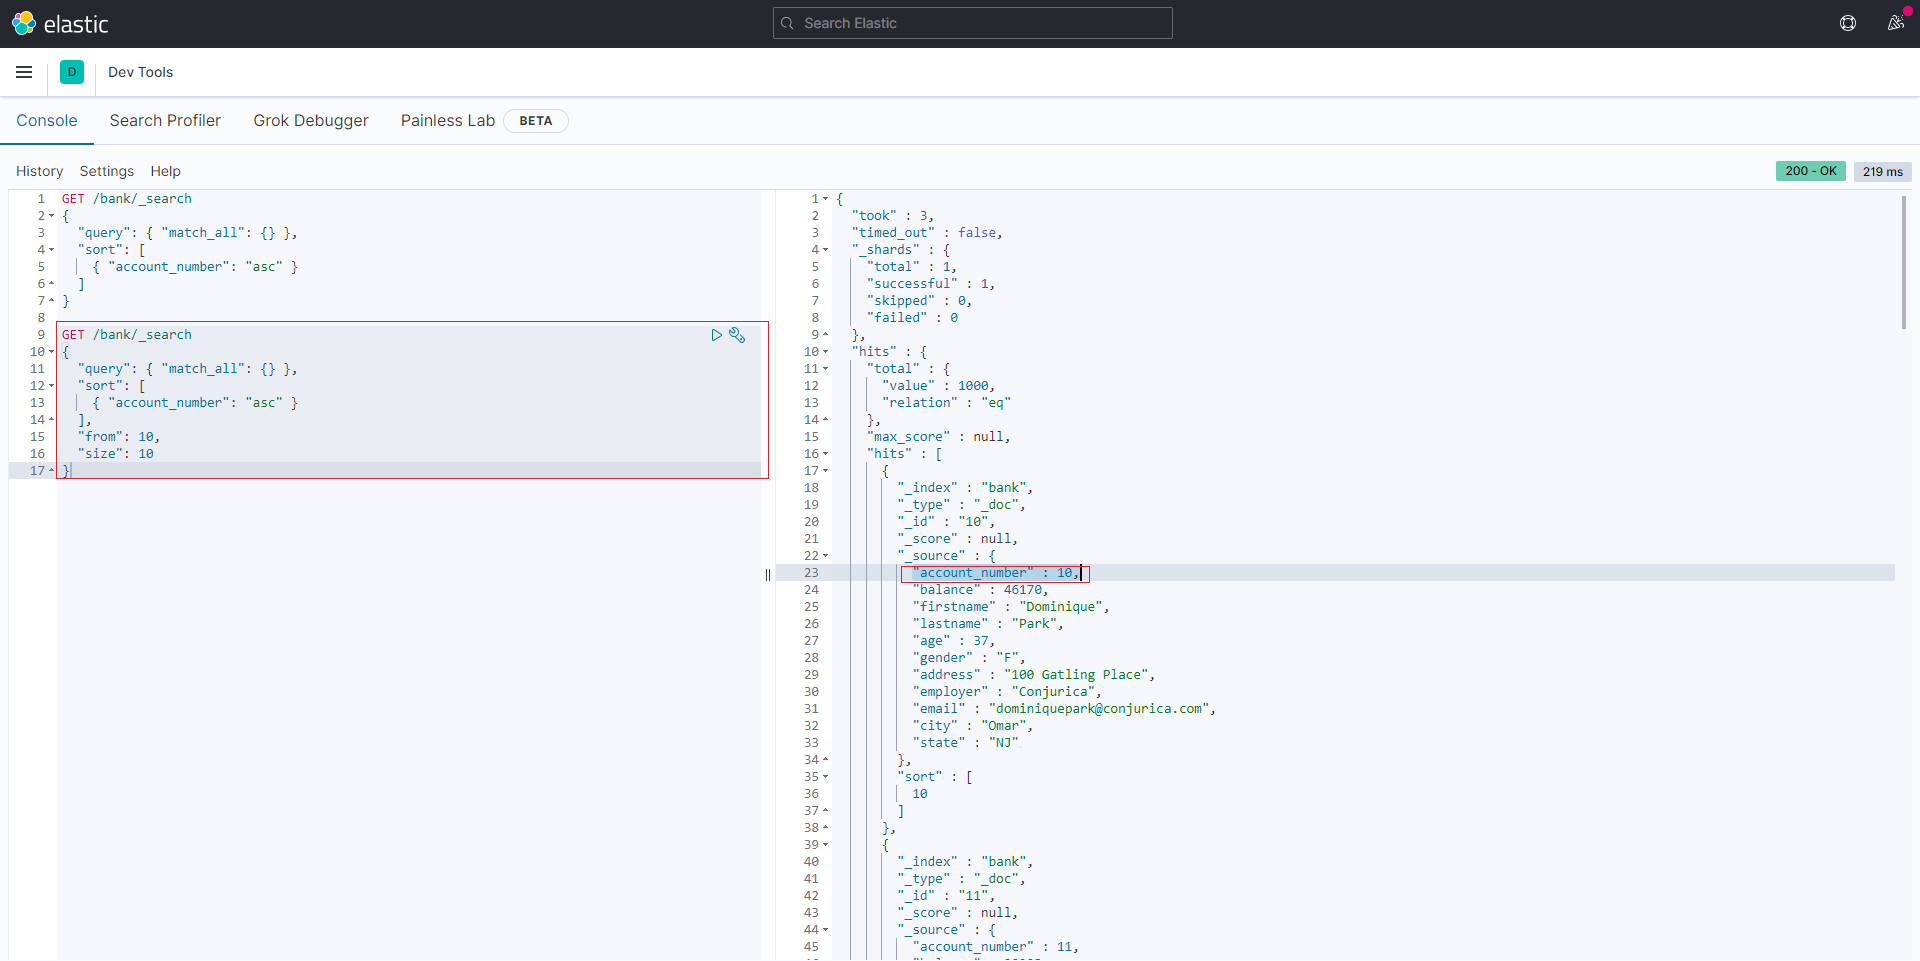 elastic
Search Elastic
D
Dev Tools
Console
Search Profiler
Grok Debugger
Painless Lab
BETA
History
Settings
Help
200 - OK
219 ms
1 GET /bank/_search
2 {
3   "query": { "match_all": {} },
4   "sort": [
5     { "account_number": "asc" }
6   ]
7 }
8
9 GET /bank/_search
10 {
11   "query": { "match_all": {} },
12   "sort": [
13     { "account_number": "asc" }
14   ],
15   "from": 10,
16   "size": 10
17 }
1 {
2   "took" : 3,
3   "timed_out" : false,
4   "_shards" : {
5     "total" : 1,
6     "successful" : 1,
7     "skipped" : 0,
8     "failed" : 0
9   },
10   "hits" : {
11     "total" : {
12       "value" : 1000,
13       "relation" : "eq"
14     },
15     "max_score" : null,
16     "hits" : [
17       {
18         "_index" : "bank",
19         "_type" : "_doc",
20         "_id" : "10",
21         "_score" : null,
22         "_source" : {
23           "account_number" : 10,
24           "balance" : 46170,
25           "firstname" : "Dominique",
26           "lastname" : "Park",
27           "age" : 37,
28           "gender" : "F",
29           "address" : "100 Gatling Place",
30           "employer" : "Conjurica",
31           "email" : "dominiquepark@conjurica.com",
32           "city" : "Omar",
33           "state" : "NJ"
34         },
35         "sort" : [
36           10
37         ]
38       },
39       {
40         "_index" : "bank",
41         "_type" : "_doc",
42         "_id" : "11",
43         "_score" : null,
44         "_source" : {
45           "account_number" : 11,